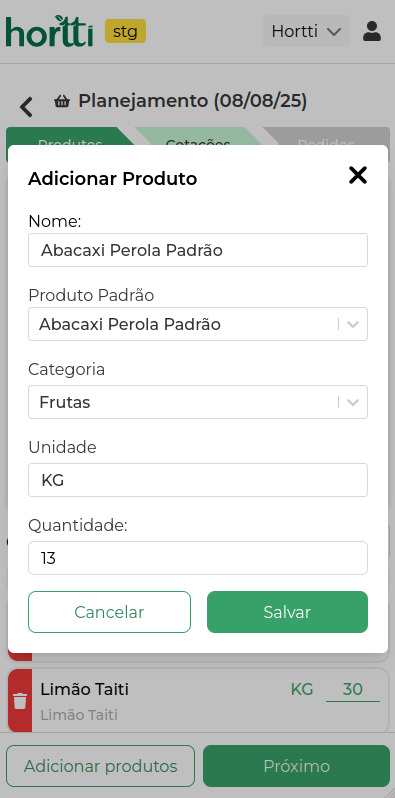 hortti stg Hortti
Planejamento (08/08/25)
Produtos Cotações Pedidos
Adicionar Produto
Nome:
Abacaxi Perola Padrão
Produto Padrão
Abacaxi Perola Padrão
Categoria
Frutas
Unidade
KG
Quantidade:
13
Cancelar Salvar
Limão Taiti KG 30
Limão Taiti
Adicionar produtos Próximo